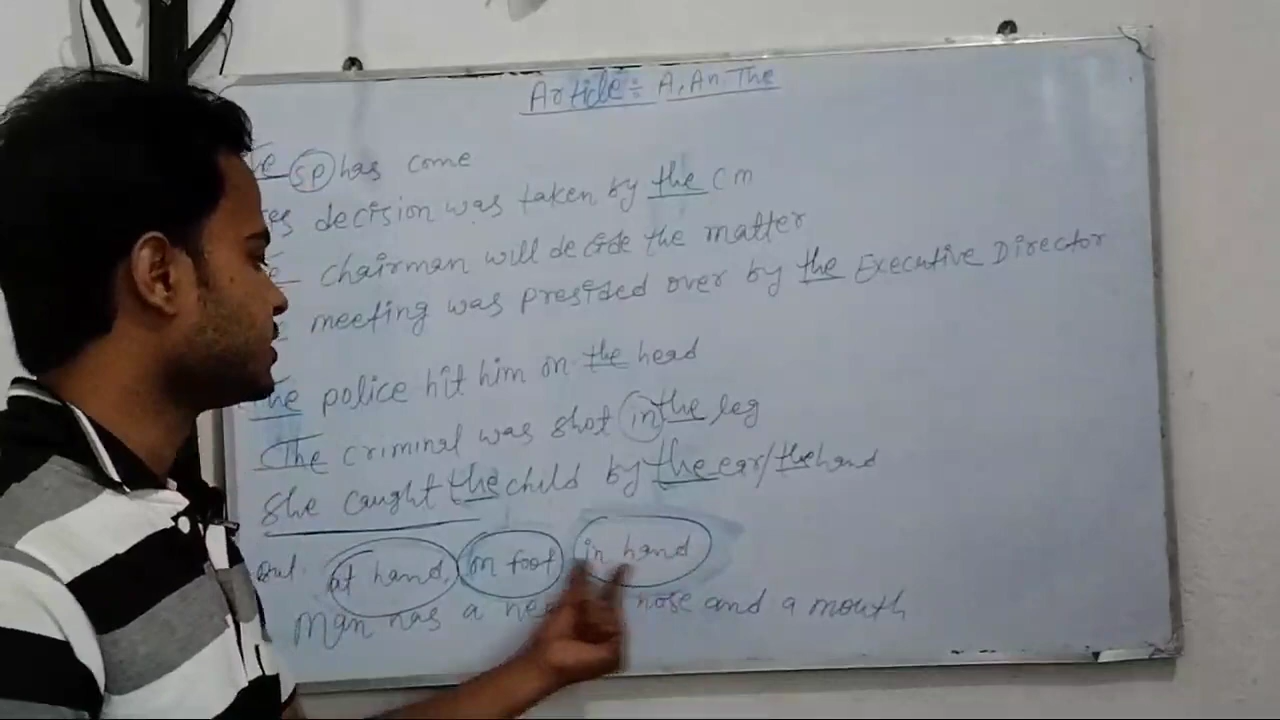 Article÷ A, An. The
SP has come
decision was taken by the CM
chairman will decide the matter
meeting was presided over by the Executive Director
The police hit him on the head
The criminal was shot in the leg
She caught the child by the ear/the hand
But at hand, on foot in hand
Man has a nose and a mouth